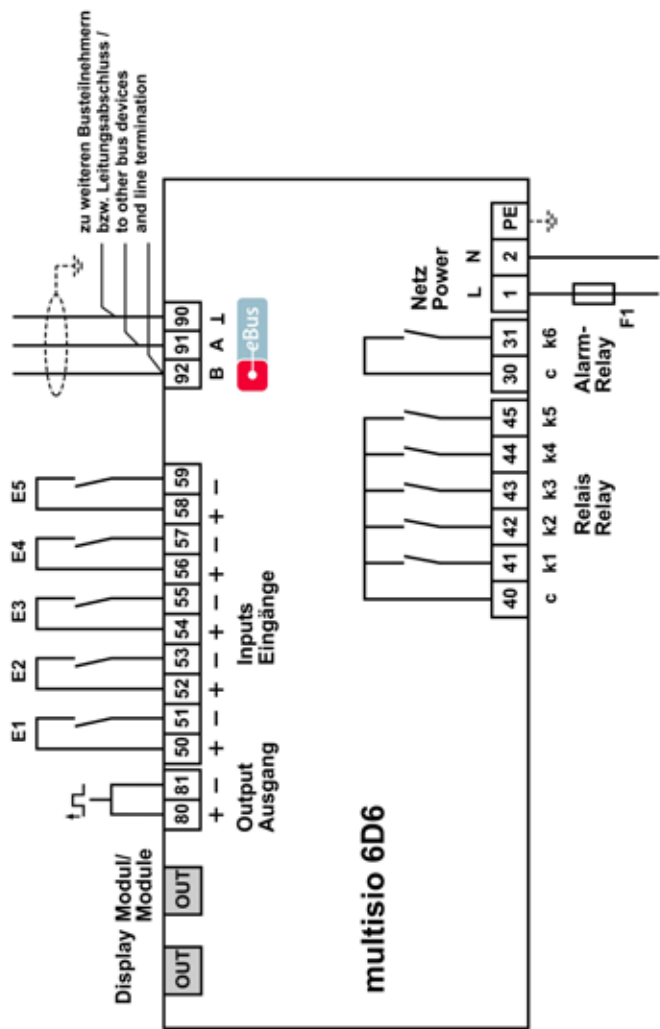 zu weiteren Busteilnehmern
bzw. Leitungsabschluss /
to other bus devices
and line termination
E1 E2 E3 E4 E5
Display Modul/
Module
OUT OUT
80 81 50 51 52 53 54 55 56 57 58 59 92 91 90
+ − + − + − + − + − + − B A ⊥
Output
Ausgang
Inputs
Eingänge
eBus
multisio 6D6
Netz
Power
L N
40 41 42 43 44 45 30 31 1 2 PE
c k1 k2 k3 k4 k5 c k6
F1
Relais
Relay
Alarm-
Relay